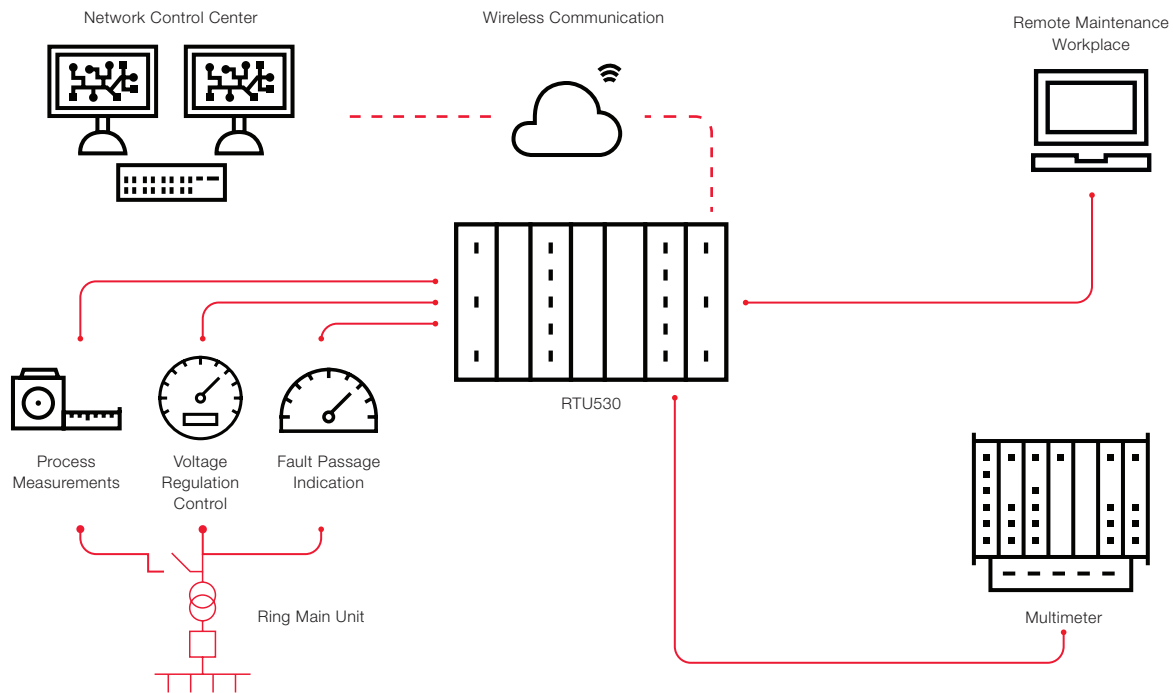 Network Control Center
Wireless Communication
Remote Maintenance
Workplace
RTU530
Process
Measurements
Voltage
Regulation
Control
Fault Passage
Indication
Ring Main Unit
Multimeter